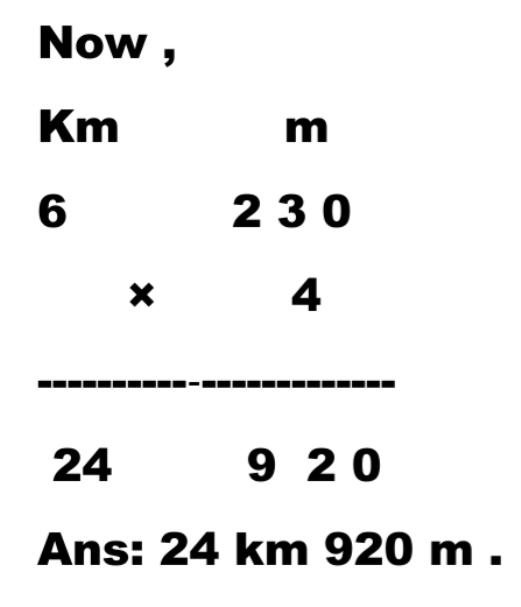 Now ,
Km m
6 2 3 0
× 4
-----------------------
24 9 2 0
Ans: 24 km 920 m .